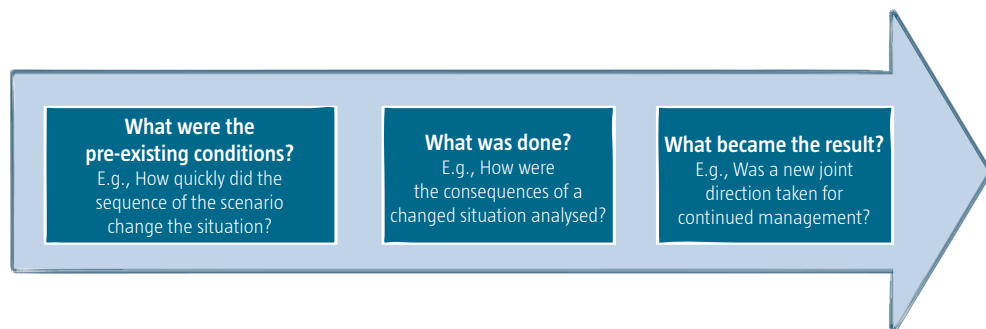 What were the
pre-existing conditions?
E.g., How quickly did the
sequence of the scenario
change the situation?
What was done?
E.g., How were
the consequences of a
changed situation analysed?
What became the result?
E.g., Was a new joint
direction taken for
continued management?